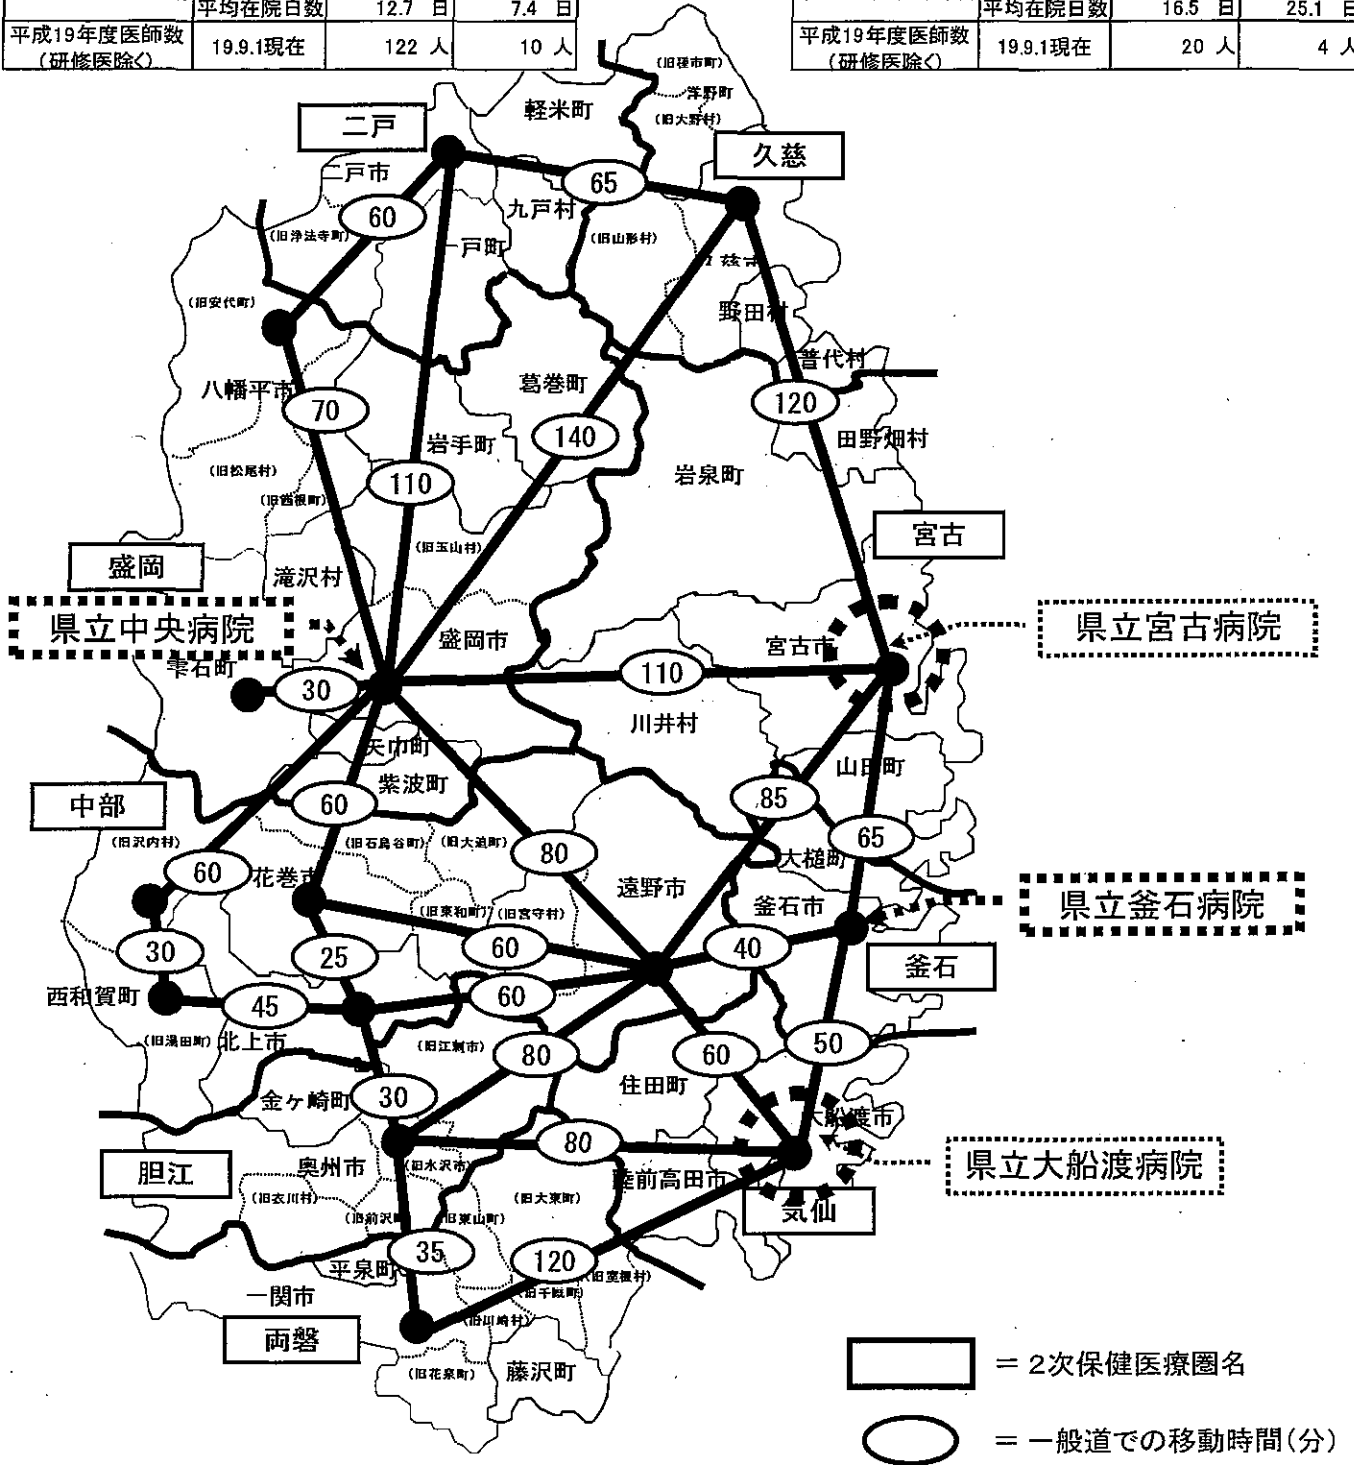 平均在院日数 12.7 日 7.4 日
平成19年度医師数
(研修医除く) 19.9.1現在 122 人 10 人
平均在院日数 16.5 日 25.1 日
平成19年度医師数
(研修医除く) 19.9.1現在 20 人 4 人
(旧種市町)
洋野町
(旧大野村)
軽米町
二戸
久慈
二戸市
65
60
九戸村
(旧浄法寺町)
一戸町
(旧山形村)
(旧安代町)
野田村
普代村
八幡平市
葛巻町
70
120
140
岩手町
田野畑村
(旧松尾村)
岩泉町
110
(旧西根町)
宮古
(旧玉山村)
盛岡
滝沢村
県立中央病院
盛岡市
宮古市
県立宮古病院
雫石町
30
110
川井村
矢巾町
紫波町
山田町
中部
60
85
(旧沢内村)
(旧石鳥谷町)
(旧大迫町)
80
65
大槌町
60
花巻市
遠野市
釜石市
県立釜石病院
(旧東和町)
(旧宮守村)
30
25
60
40
釜石
西和賀町
45
60
(旧湯田町)
北上市
(旧江刺市)
80
60
50
住田町
金ケ崎町
30
大船渡市
80
胆江
奥州市
(旧水沢市)
県立大船渡病院
陸前高田市
(旧衣川村)
(旧大東町)
気仙
(旧前沢町)
(旧東山町)
35
120
平泉町
(旧室根村)
一関市
(旧千厩町)
(旧川崎村)
両磐
藤沢町
(旧花泉町)
= 2次保健医療圏名
= 一般道での移動時間(分)